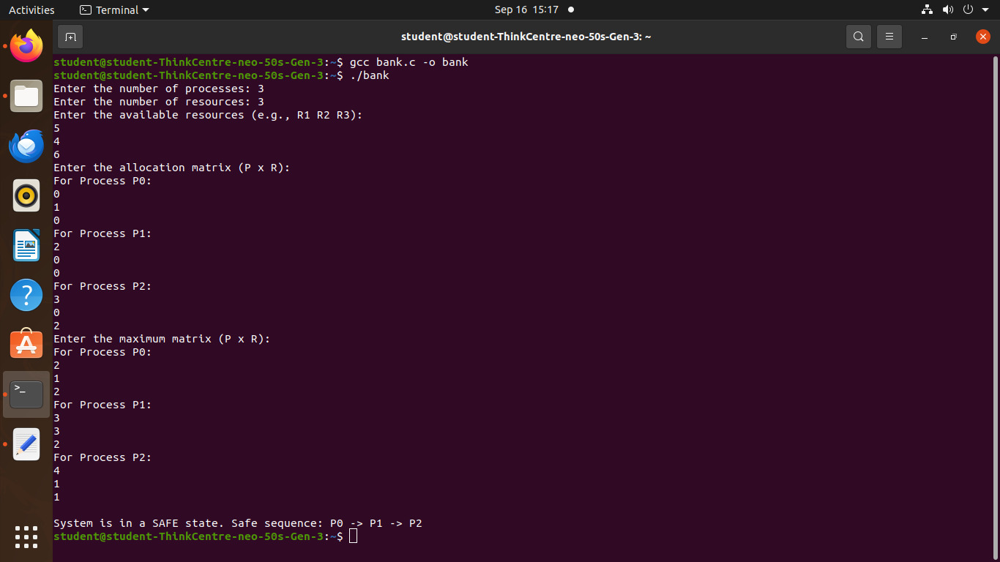 Activities
Terminal
Sep 16 15:17
student@student-ThinkCentre-neo-50s-Gen-3: ~
student@student-ThinkCentre-neo-50s-Gen-3:~$ gcc bank.c -o bank
student@student-ThinkCentre-neo-50s-Gen-3:~$ ./bank
Enter the number of processes: 3
Enter the number of resources: 3
Enter the available resources (e.g., R1 R2 R3):
5
4
6
Enter the allocation matrix (P x R):
For Process P0:
0
1
0
For Process P1:
2
0
0
For Process P2:
3
0
2
Enter the maximum matrix (P x R):
For Process P0:
2
1
2
For Process P1:
3
3
2
For Process P2:
4
1
1
System is in a SAFE state. Safe sequence: P0 -> P1 -> P2
student@student-ThinkCentre-neo-50s-Gen-3:~$